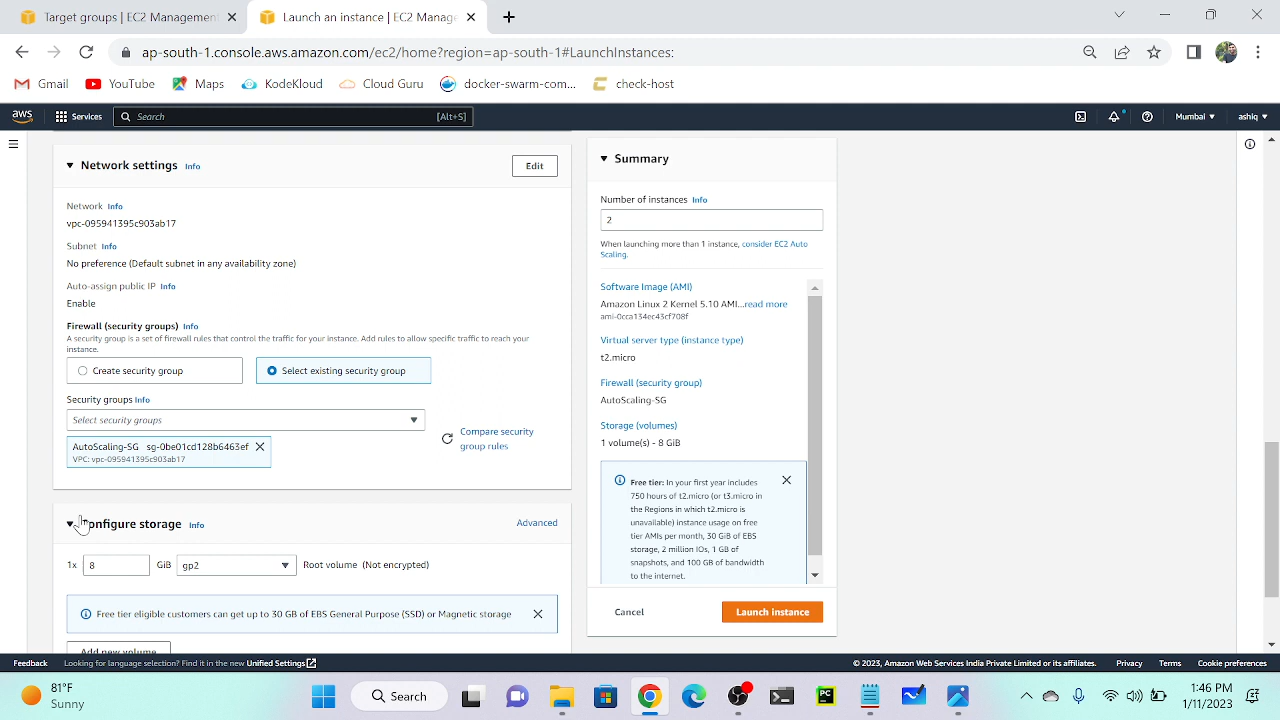 Target groups | EC2 Management
Launch an instance | EC2 Manage
ap-south-1.console.aws.amazon.com/ec2/home?region=ap-south-1#LaunchInstances:
Gmail
YouTube
Maps
KodeKloud
Cloud Guru
docker-swarm-com...
check-host
aws
Services
Search
[Alt+S]
Mumbai
ashiq
Network settings Info
Edit
Network Info
vpc-095941395c903ab17
Subnet Info
No preference (Default subnet in any availability zone)
Auto-assign public IP Info
Enable
Firewall (security groups) Info
A security group is a set of firewall rules that control the traffic for your instance. Add rules to allow specific traffic to reach your
instance.
Create security group
Select existing security group
Security groups Info
Select security groups
AutoScaling-SG sg-0be01cd128b6463ef
VPC: vpc-095941395c903ab17
Compare security
group rules
Configure storage Info
Advanced
1x
8
GiB
gp2
Root volume (Not encrypted)
Free tier eligible customers can get up to 30 GB of EBS General Purpose (SSD) or Magnetic storage
Add new volume
Summary
Number of instances Info
2
When launching more than 1 instance, consider EC2 Auto
Scaling.
Software Image (AMI)
Amazon Linux 2 Kernel 5.10 AMI...read more
ami-0cca134ec43cf708f
Virtual server type (instance type)
t2.micro
Firewall (security group)
AutoScaling-SG
Storage (volumes)
1 volume(s) - 8 GiB
Free tier: In your first year includes
750 hours of t2.micro (or t3.micro in
the Regions in which t2.micro is
unavailable) instance usage on free
tier AMIs per month, 30 GiB of EBS
storage, 2 million IOs, 1 GB of
snapshots, and 100 GB of bandwidth
to the internet.
Cancel
Launch instance
Feedback
Looking for language selection? Find it in the new Unified Settings
© 2023, Amazon Web Services India Private Limited or its affiliates.
Privacy
Terms
Cookie preferences
81°F
Sunny
Search
PC
1:46 PM
1/11/2023